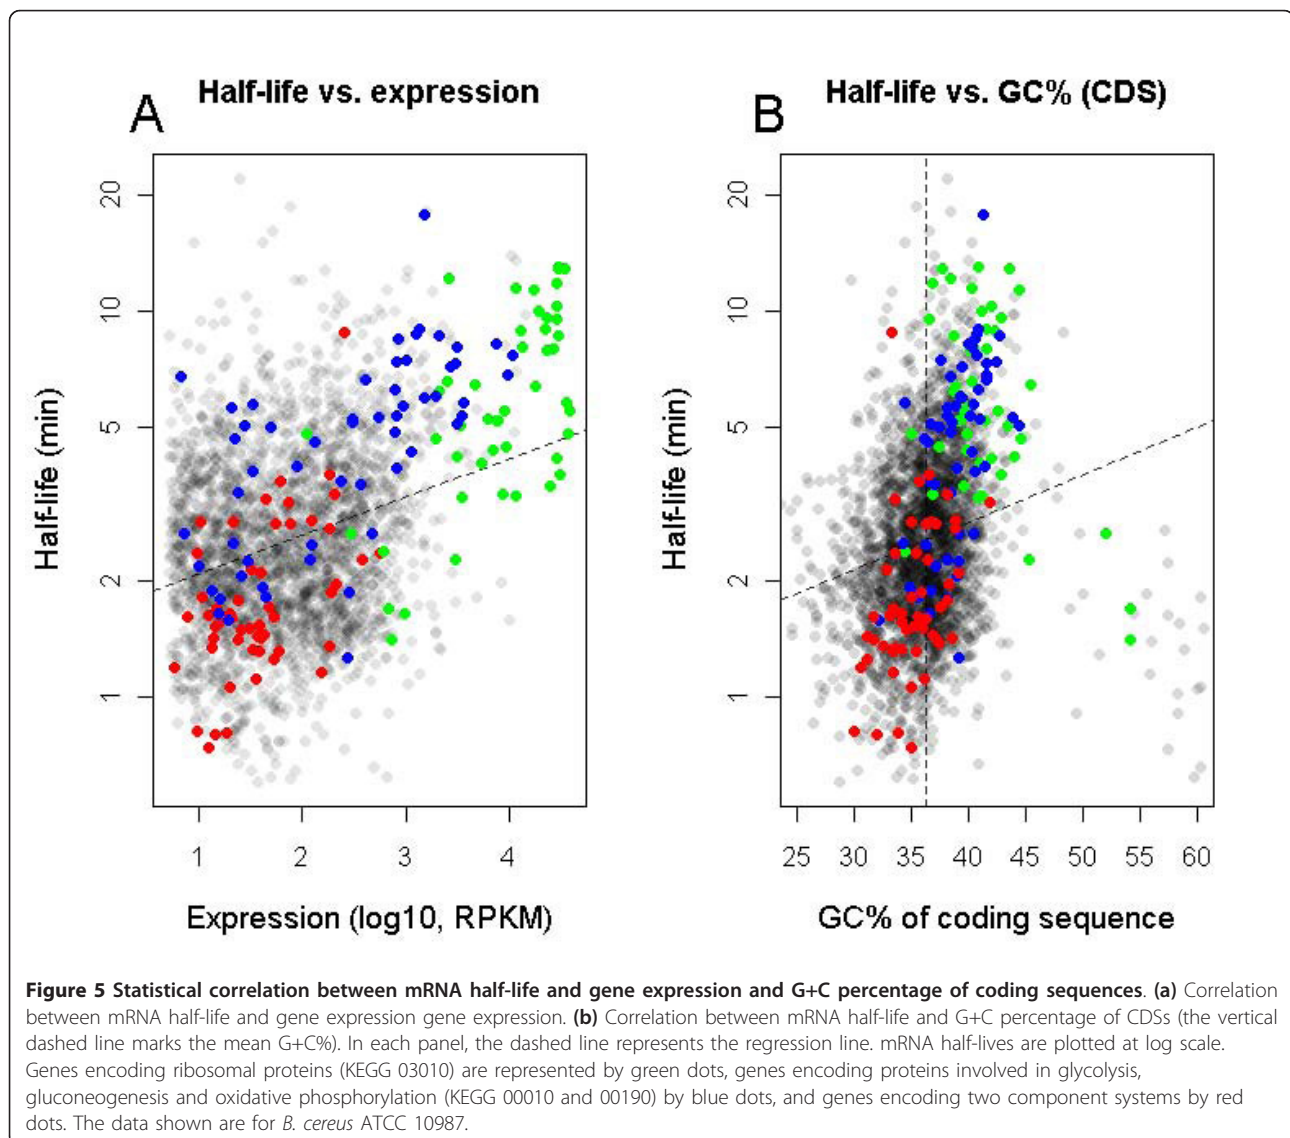 Half-life vs. expression
A
Half-life (min)
20
10
5
2
1
1 2 3 4
Expression (log10, RPKM)
Half-life vs. GC% (CDS)
B
Half-life (min)
20
10
5
2
1
25 30 35 40 45 50 55 60
GC% of coding sequence
Figure 5 Statistical correlation between mRNA half-life and gene expression and G+C percentage of coding sequences. (a) Correlation
between mRNA half-life and gene expression gene expression. (b) Correlation between mRNA half-life and G+C percentage of CDSs (the vertical
dashed line marks the mean G+C%). In each panel, the dashed line represents the regression line. mRNA half-lives are plotted at log scale.
Genes encoding ribosomal proteins (KEGG 03010) are represented by green dots, genes encoding proteins involved in glycolysis,
gluconeogenesis and oxidative phosphorylation (KEGG 00010 and 00190) by blue dots, and genes encoding two component systems by red
dots. The data shown are for B. cereus ATCC 10987.